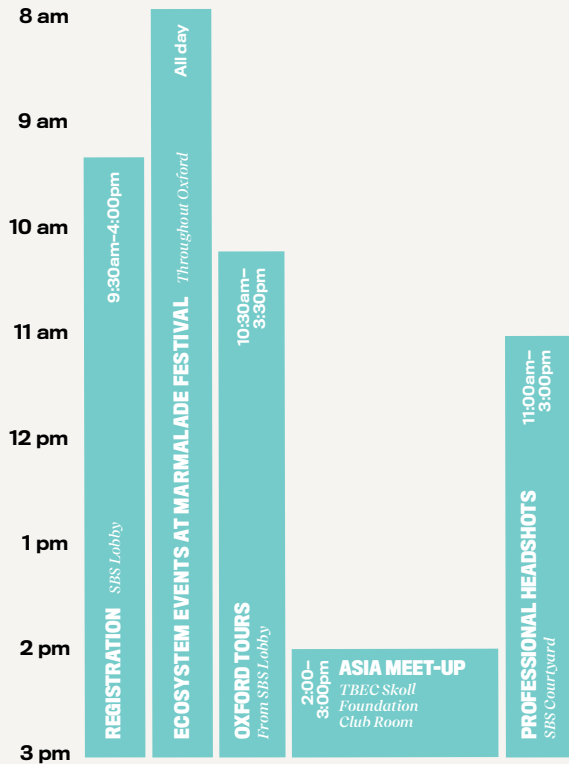 8 am
9 am
10 am
11 am
12 pm
1 pm
2 pm
3 pm
9:30am–4:00pm
REGISTRATION SBS Lobby
All day
ECOSYSTEM EVENTS AT MARMALADE FESTIVAL Throughout Oxford
10:30am–
3:30pm
OXFORD TOURS
From SBS Lobby
2:00–
3:00pm
ASIA MEET-UP
TBEC Skoll
Foundation
Club Room
11:00am–
3:00pm
PROFESSIONAL HEADSHOTS
SBS Courtyard